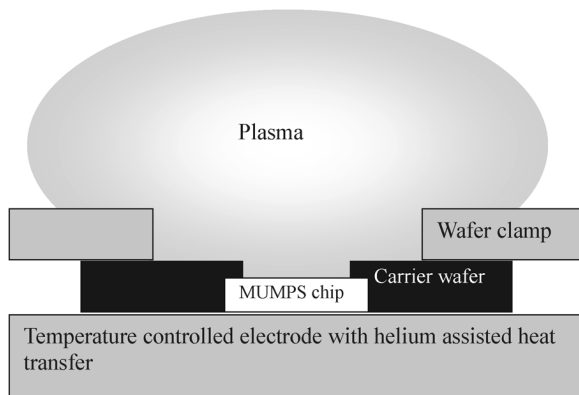 Plasma
Wafer clamp
Carrier wafer
MUMPS chip
Temperature controlled electrode with helium assisted heat
transfer